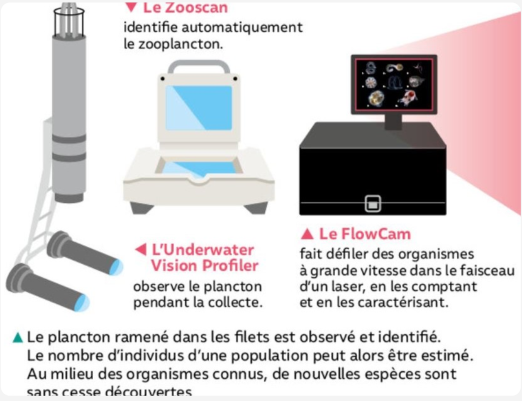 ▼ Le Zooscan
identifie automatiquement
le zooplancton.
◀ L’Underwater
Vision Profiler
observe le plancton
pendant la collecte.
▲ Le FlowCam
fait défiler des organismes
à grande vitesse dans le faisceau
d’un laser, en les comptant
et en les caractérisant.
▲ Le plancton ramené dans les filets est observé et identifié.
Le nombre d’individus d’une population peut alors être estimé.
Au milieu des organismes connus, de nouvelles espèces sont
sans cesse découvertes